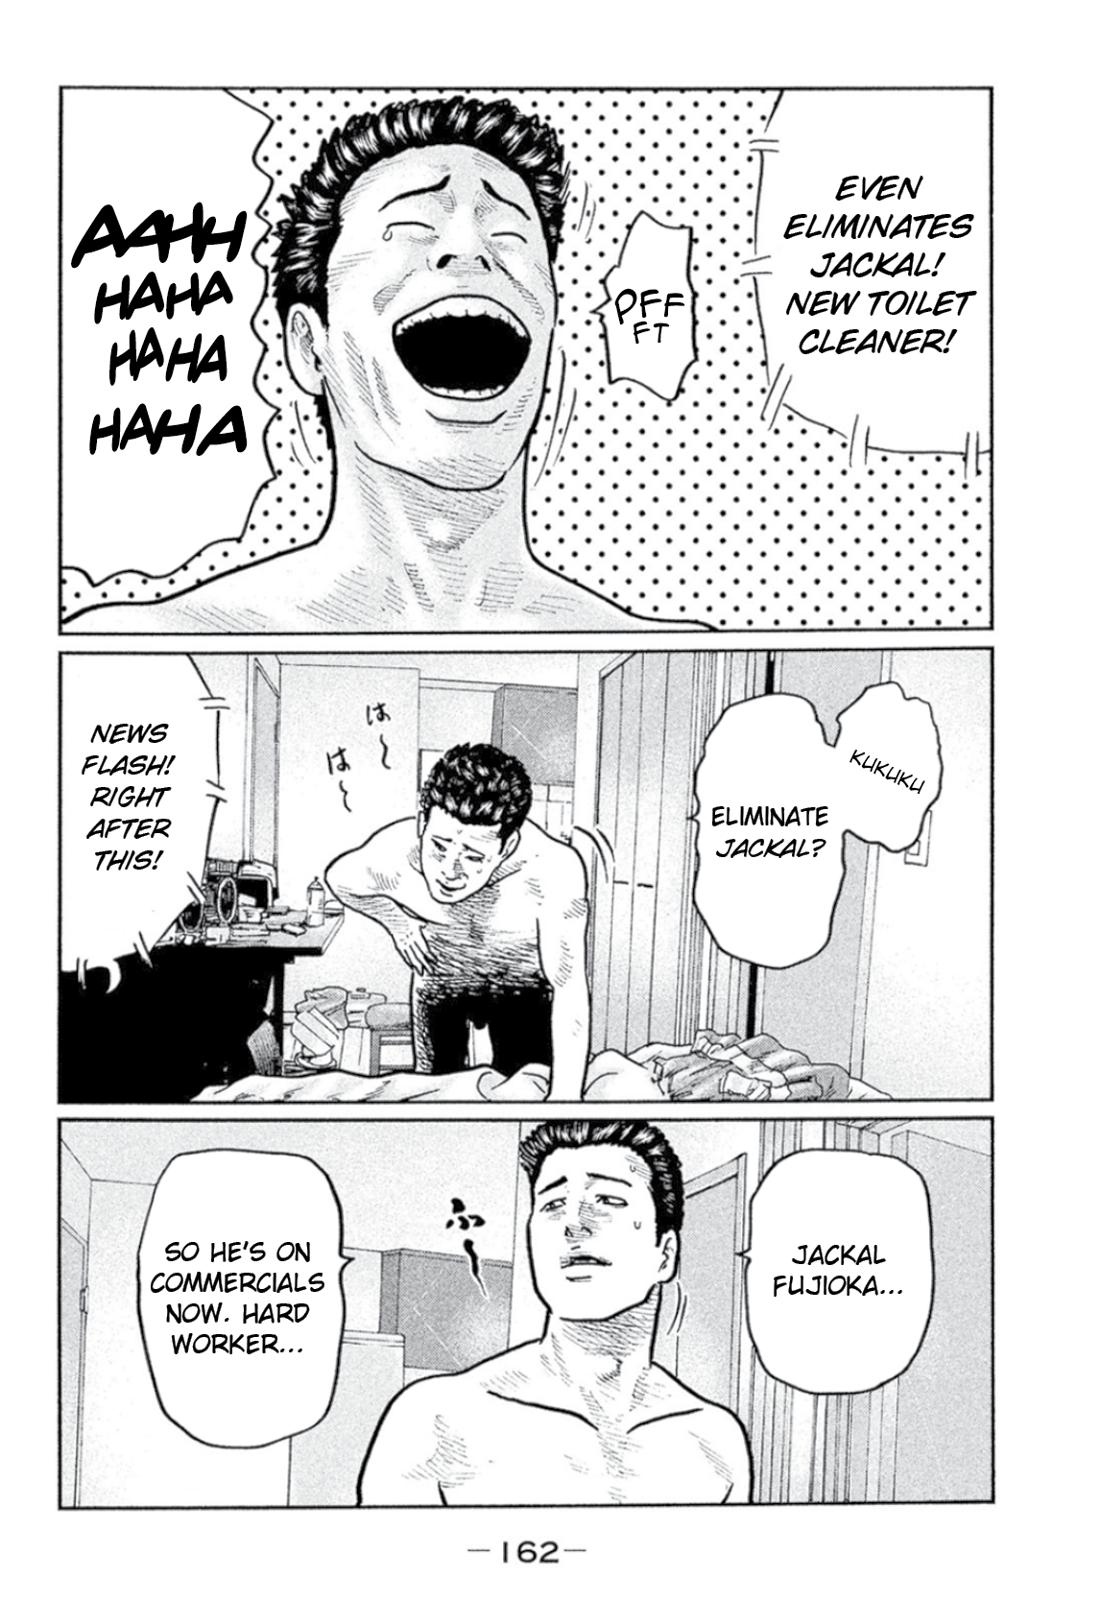 EVEN
ELIMINATES
JACKAL!
NEW TOILET
CLEANER!
PFF
FT
AAHH
HAHA
HAHA
HAHA
KUKUKU
ELIMINATE
JACKAL?
は〜
は〜
NEWS
FLASH!
RIGHT
AFTER
THIS!
JACKAL
FUJIOKA...
ふー
SO HE'S ON
COMMERCIALS
NOW. HARD
WORKER...
—162—